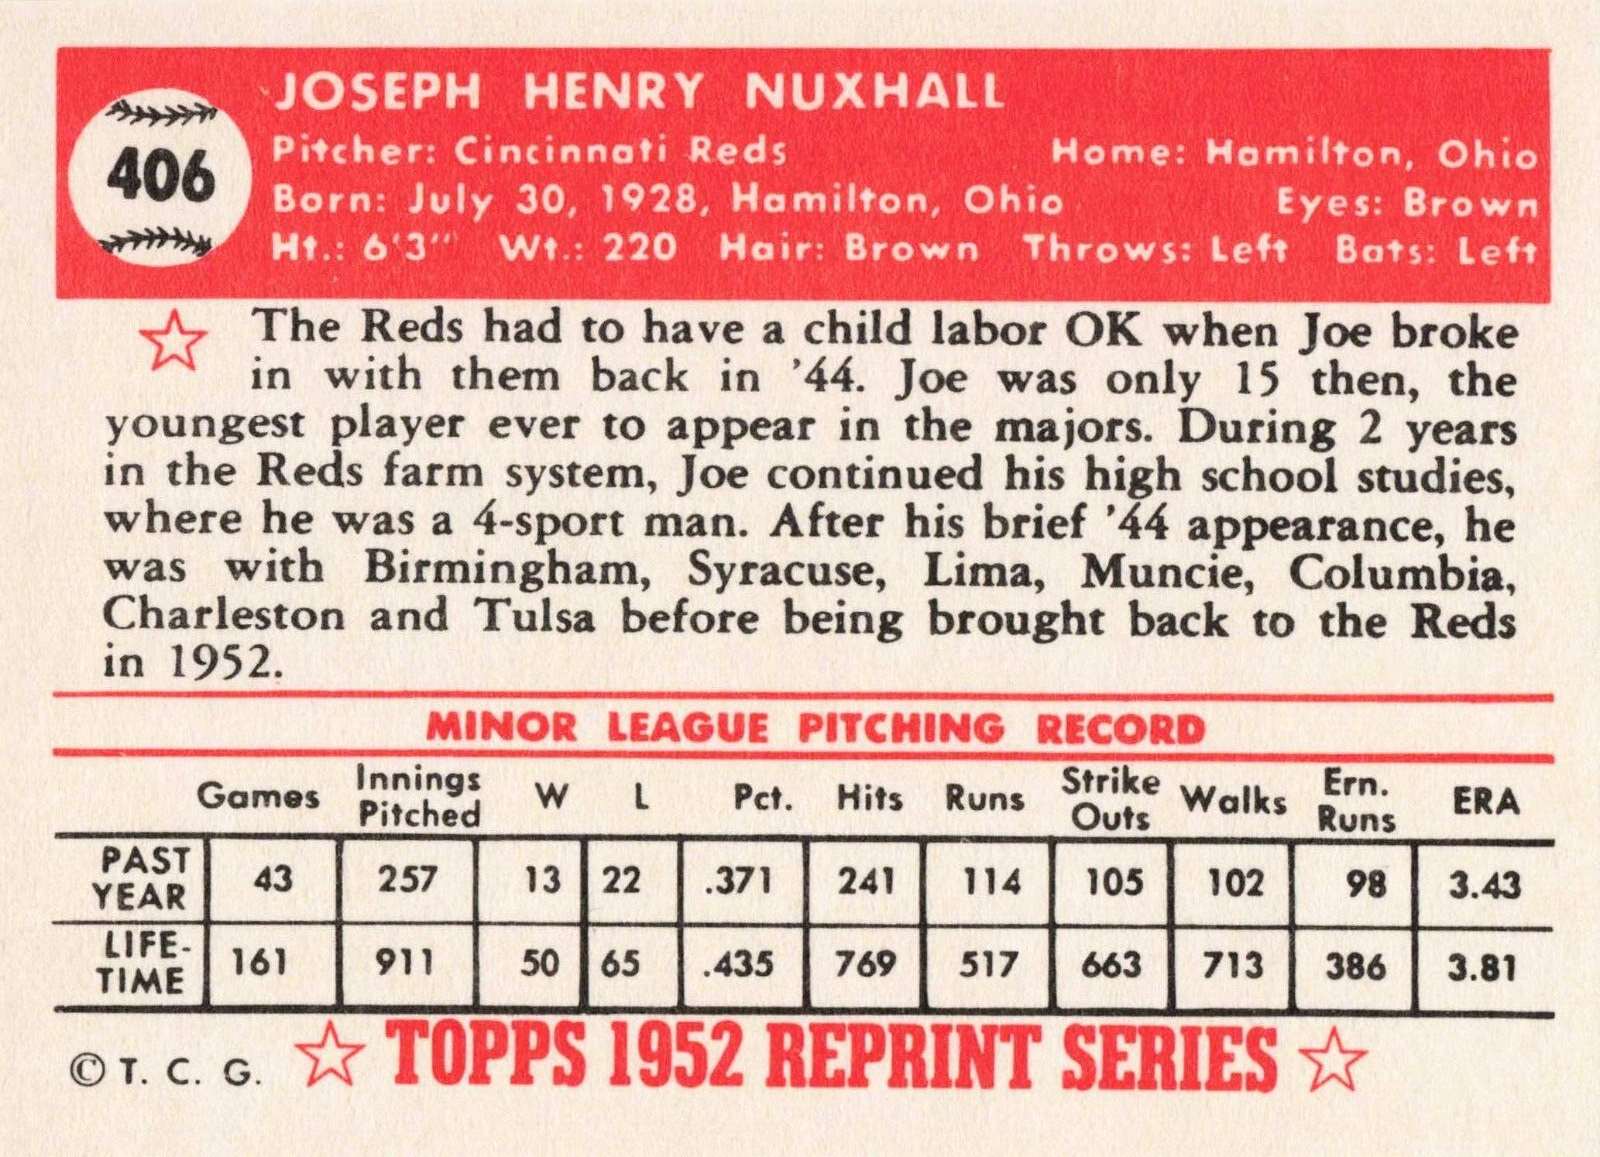 JOSEPH HENRY NUXHALL
406
Pitcher: Cincinnati Reds Home: Hamilton, Ohio
Born: July 30, 1928, Hamilton, Ohio Eyes: Brown
Ht.: 6'3" Wt.: 220 Hair: Brown Throws: Left Bats: Left
The Reds had to have a child labor OK when Joe broke
in with them back in '44. Joe was only 15 then, the
youngest player ever to appear in the majors. During 2 years
in the Reds farm system, Joe continued his high school studies,
where he was a 4-sport man. After his brief '44 appearance, he
was with Birmingham, Syracuse, Lima, Muncie, Columbia,
Charleston and Tulsa before being brought back to the Reds
in 1952.
MINOR LEAGUE PITCHING RECORD
Games Innings Pitched W L Pct. Hits Runs Strike Outs Walks Ern. Runs ERA
PAST YEAR 43 257 13 22 .371 241 114 105 102 98 3.43
LIFE-TIME 161 911 50 65 .435 769 517 663 713 386 3.81
© T. C. G. TOPPS 1952 REPRINT SERIES